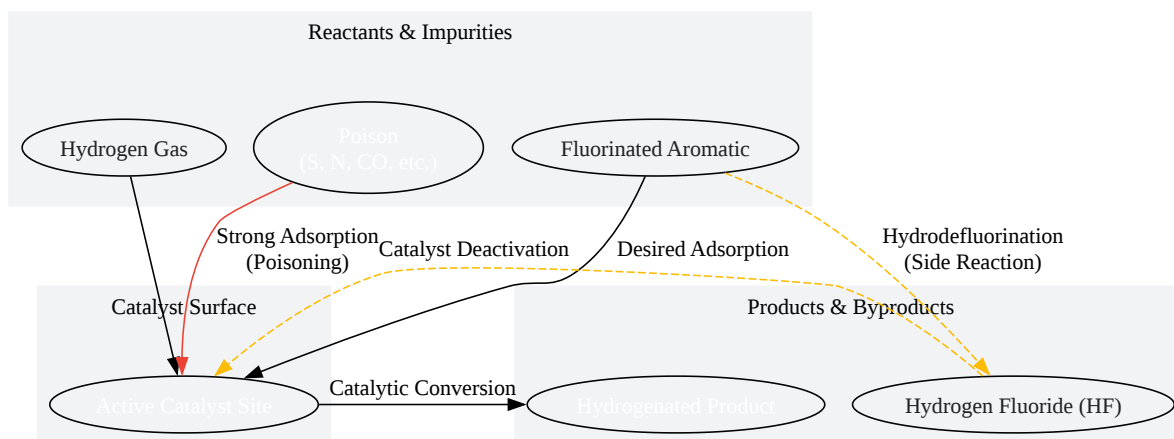 Reactants & Impurities
Hydrogen Gas
Poison
(S, N, CO, etc.)
Fluorinated Aromatic
Strong Adsorption
(Poisoning)
Catalyst Deactivation
Desired Adsorption
Hydrodefluorination
(Side Reaction)
Catalyst Surface
Products & Byproducts
Active Catalyst Site
Catalytic Conversion
Hydrogenated Product
Hydrogen Fluoride (HF)